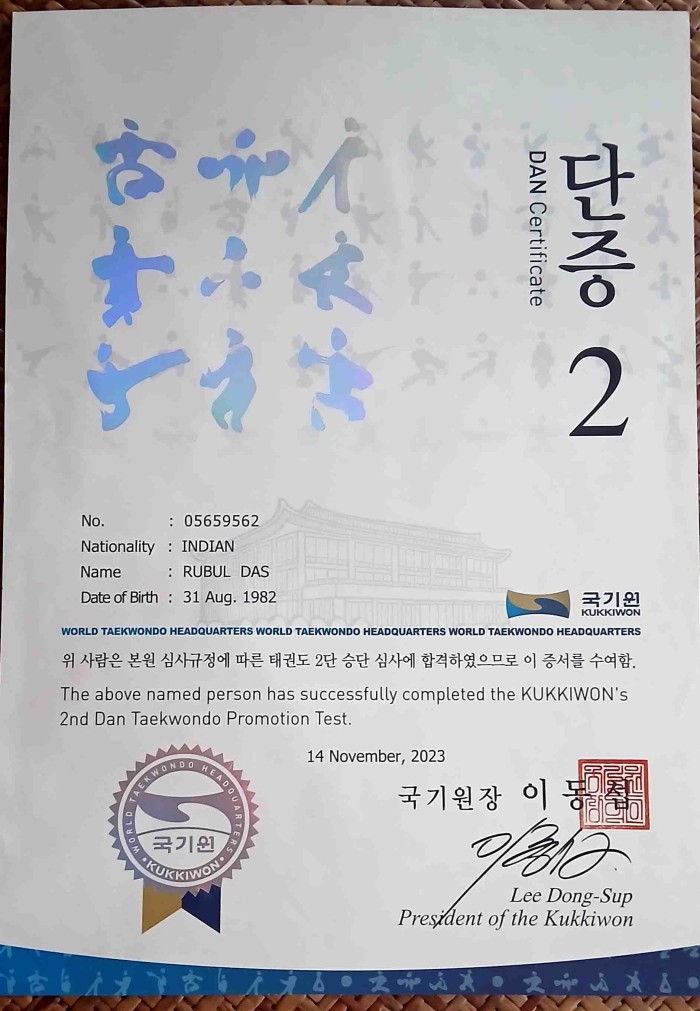 단증
DAN Certificate
2
No. : 05659562
Nationality : INDIAN
Name : RUBUL DAS
Date of Birth : 31 Aug. 1982
국기원
KUKKIWON
WORLD TAEKWONDO HEADQUARTERS WORLD TAEKWONDO HEADQUARTERS WORLD TAEKWONDO HEADQUARTERS
위 사람은 본원 심사규정에 따른 태권도 2단 승단 심사에 합격하였으므로 이 증서를 수여함.
The above named person has successfully completed the KUKKIWON's
2nd Dan Taekwondo Promotion Test.
14 November, 2023
국기원장 이 동 섭
WORLD TAEKWONDO HEADQUARTERS
국기원
KUKKIWON
Lee Dong-Sup
President of the Kukkiwon